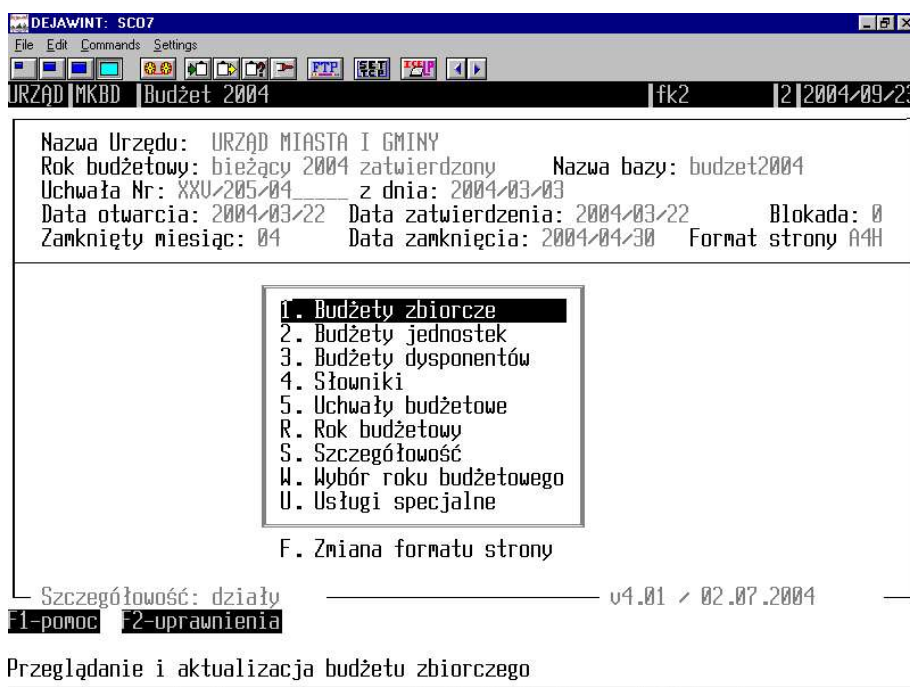 DEJAWINT: SCO7
File Edit Commands Settings
FTP SET TCP
URZĄD MKBD Budżet 2004 fk2 2 2004/09/23
Nazwa Urzędu: URZĄD MIASTA I GMINY
Rok budżetowy: bieżący 2004 zatwierdzony Nazwa bazy: budzet2004
Uchwała Nr: XXV/205/04_____ z dnia: 2004/03/03
Data otwarcia: 2004/03/22 Data zatwierdzenia: 2004/03/22 Blokada: 0
Zamknięty miesiąc: 04 Data zamknięcia: 2004/04/30 Format strony A4H
1. Budżety zbiorcze
2. Budżety jednostek
3. Budżety dysponentów
4. Słowniki
5. Uchwały budżetowe
R. Rok budżetowy
S. Szczegółowość
W. Wybór roku budżetowego
U. Usługi specjalne
F. Zmiana formatu strony
Szczegółowość: działy v4.01 / 02.07.2004
F1-pomoc F2-uprawnienia
Przeglądanie i aktualizacja budżetu zbiorczego